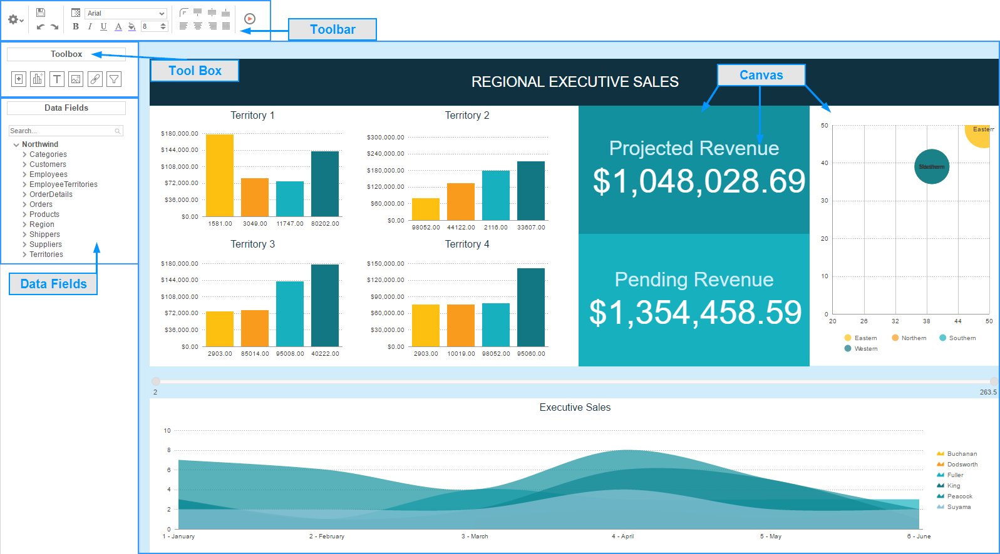 Arial
B I U A 8
Toolbar
Toolbox
Tool Box
T
Data Fields
Search...
Northwind
Categories
Customers
Employees
EmployeeTerritories
OrderDetails
Orders
Products
Region
Shippers
Suppliers
Territories
Data Fields
REGIONAL EXECUTIVE SALES
Canvas
Territory 1
$180,000.00
$144,000.00
$108,000.00
$72,000.00
$36,000.00
$0.00
1581.00 3049.00 11747.00 80202.00
Territory 2
$300,000.00
$240,000.00
$180,000.00
$120,000.00
$60,000.00
$0.00
98052.00 44122.00 2116.00 33607.00
Territory 3
$180,000.00
$144,000.00
$108,000.00
$72,000.00
$36,000.00
$0.00
2903.00 85014.00 95008.00 40222.00
Territory 4
$150,000.00
$120,000.00
$90,000.00
$60,000.00
$30,000.00
$0.00
2903.00 10019.00 98052.00 95060.00
Projected Revenue
$1,048,028.69
Pending Revenue
$1,354,458.59
50
40
30
20
10
0
20 26 32 38 44 50
Eastern
Eastern Northern Southern
Western
2 263.5
Executive Sales
10
8
6
4
2
0
1 - January 2 - February 3 - March 4 - April 5 - May 6 - June
Buchanan
Dodsworth
Fuller
King
Peacock
Suyama